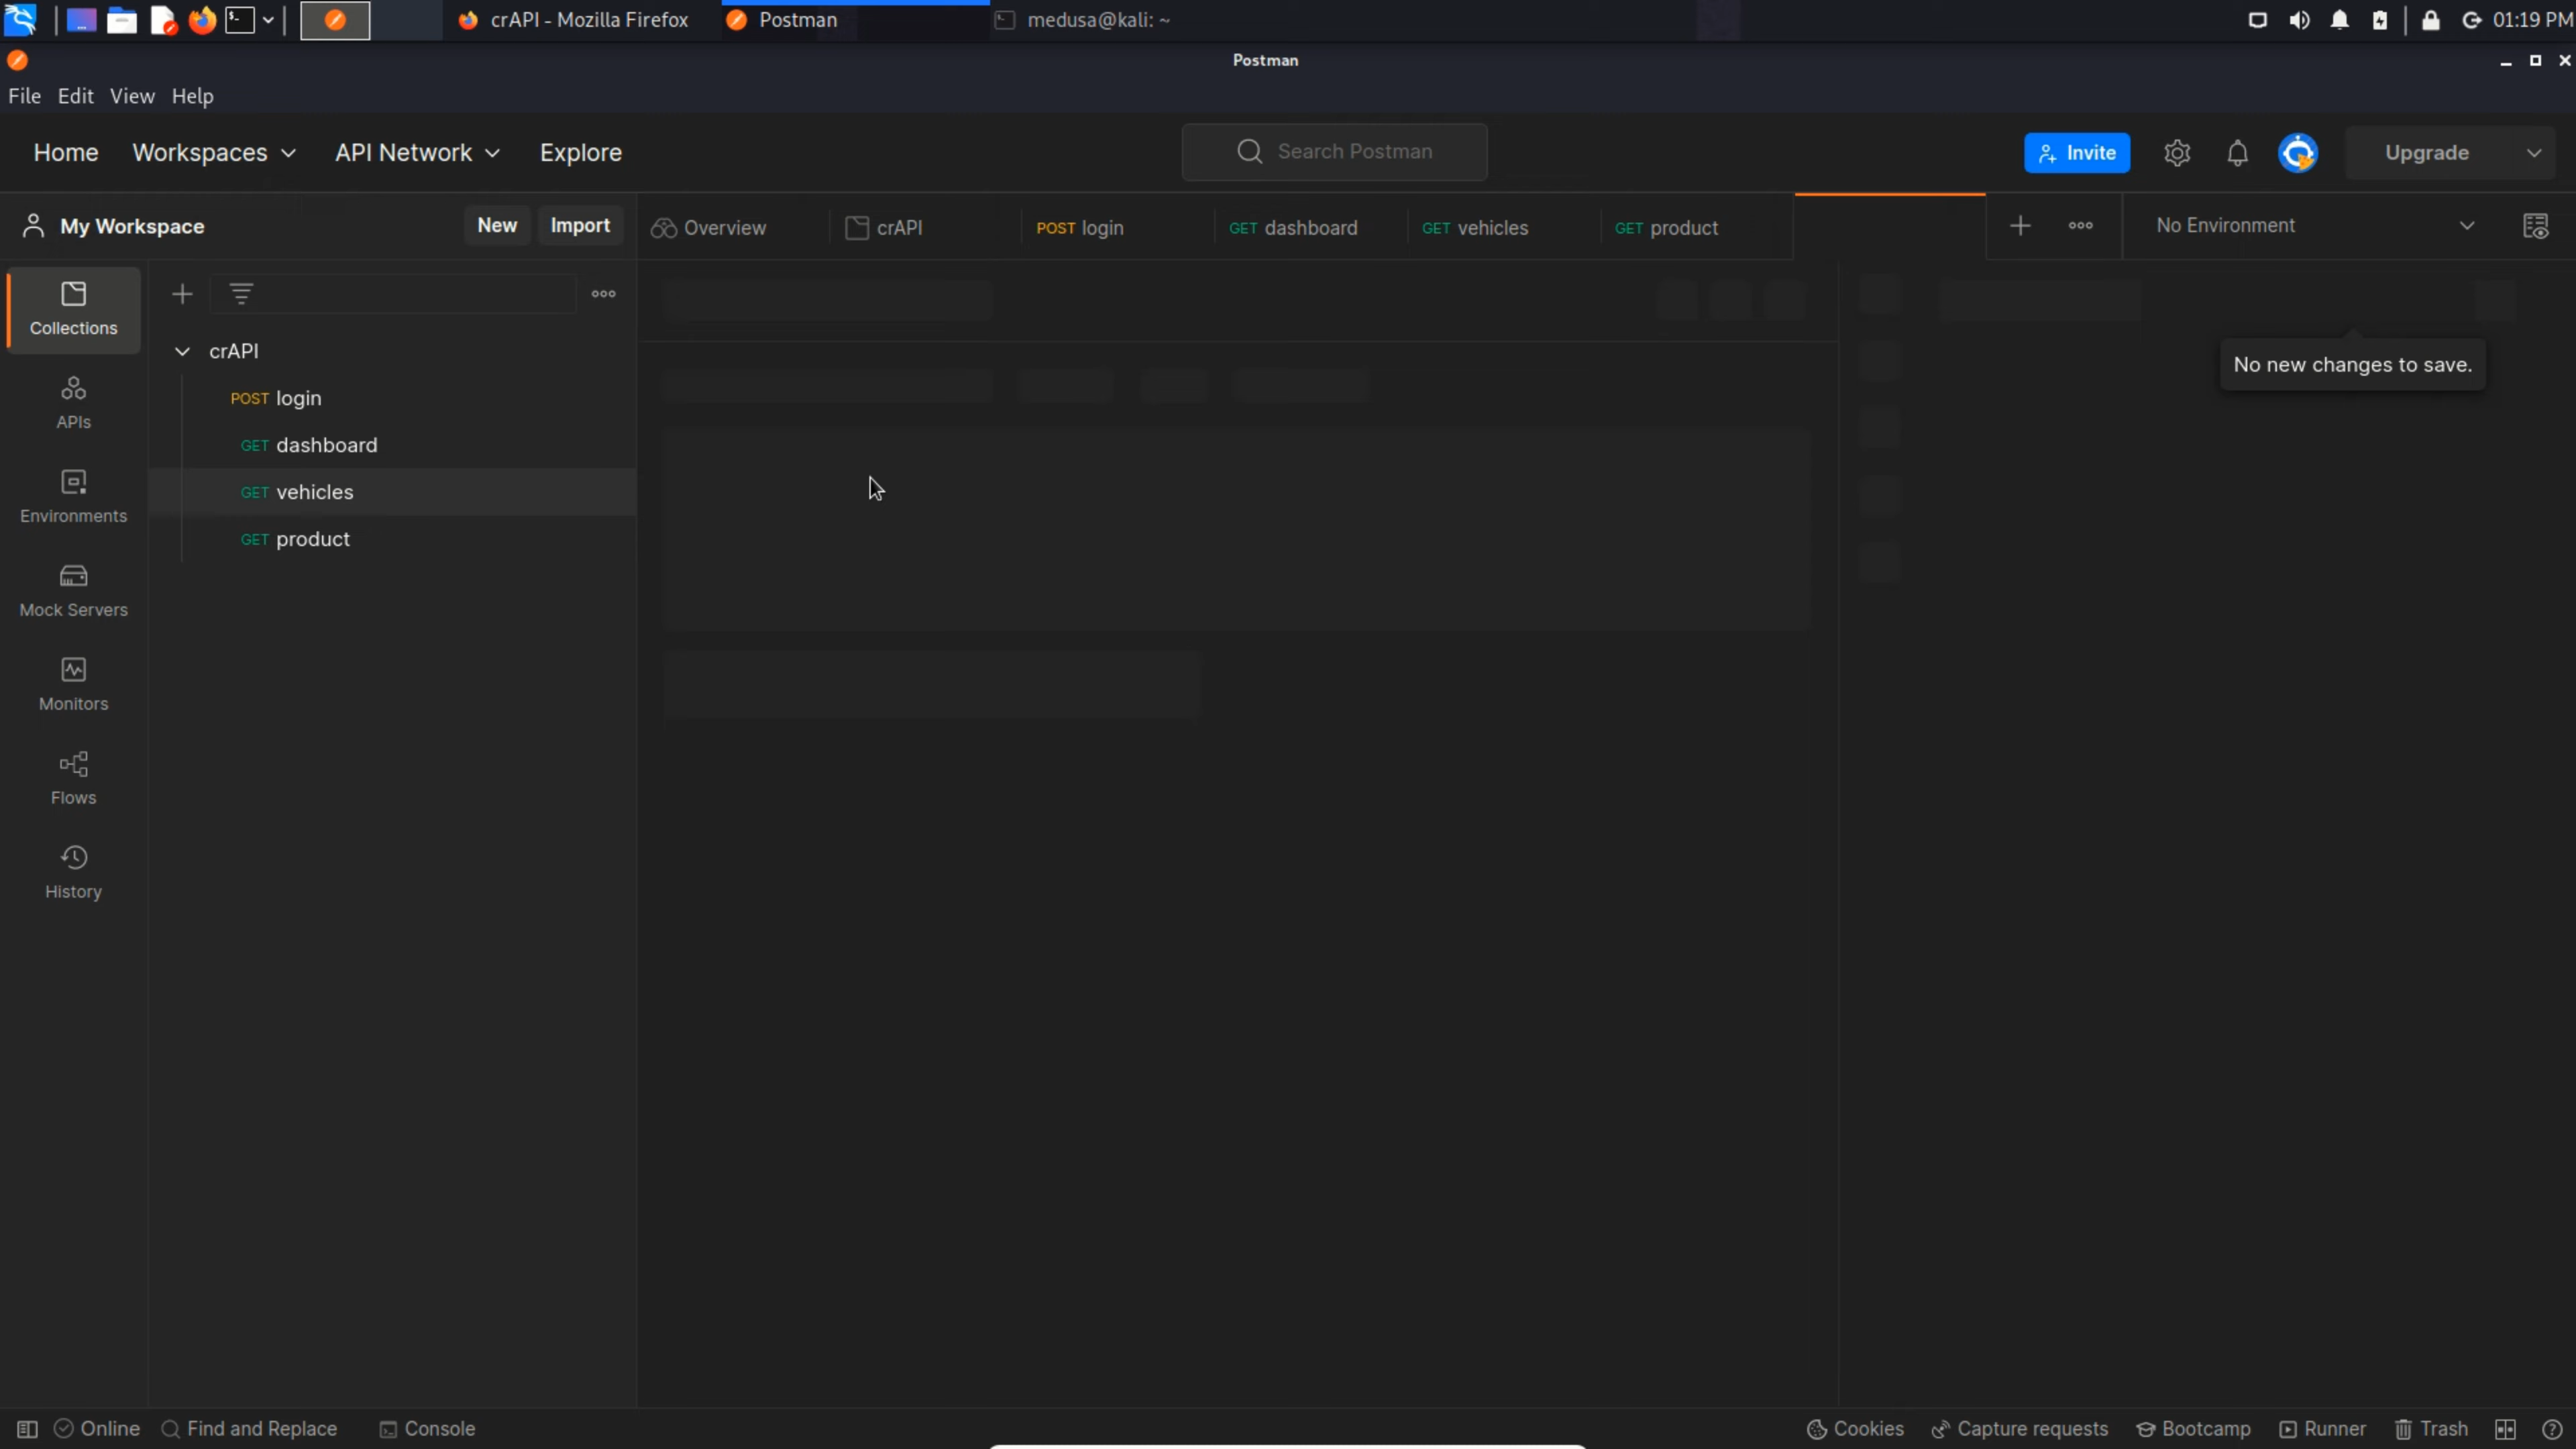 crAPI - Mozilla Firefox
Postman
medusa@kali: ~
01:19 PM
Postman
File Edit View Help
Home Workspaces API Network Explore
Search Postman
Invite
Upgrade
My Workspace
New
Import
Overview
crAPI
POST login
GET dashboard
GET vehicles
GET product
No Environment
Collections
APIs
Environments
Mock Servers
Monitors
Flows
History
crAPI
POST login
GET dashboard
GET vehicles
GET product
No new changes to save.
Online
Find and Replace
Console
Cookies
Capture requests
Bootcamp
Runner
Trash